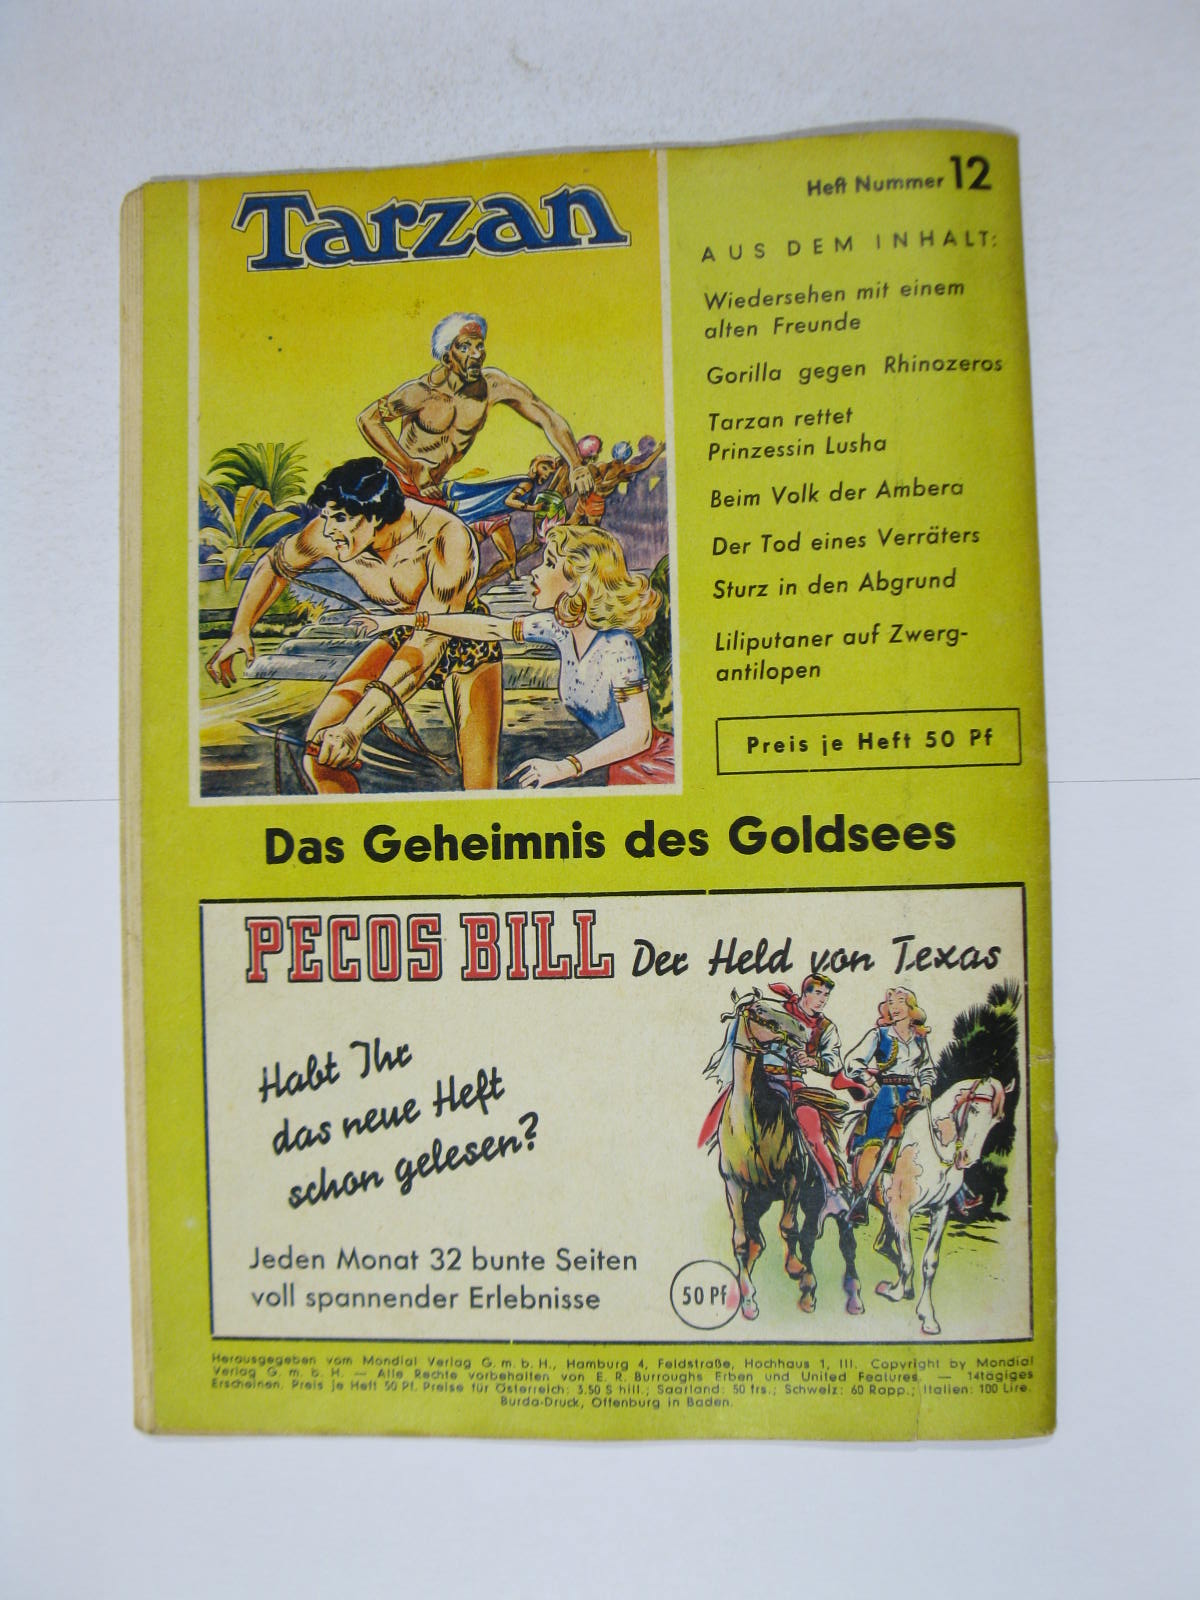 Tarzan
Heft Nummer 12
AUS DEM INHALT:
Wiedersehen mit einem
alten Freunde
Gorilla gegen Rhinozeros
Tarzan rettet
Prinzessin Lusha
Beim Volk der Ambera
Der Tod eines Verräters
Sturz in den Abgrund
Liliputaner auf Zwerg-
antilopen
Preis je Heft 50 Pf
Das Geheimnis des Goldsees
PECOS BILL Der Held von Texas
Habt Ihr
das neue Heft
schon gelesen?
Jeden Monat 32 bunte Seiten
voll spannender Erlebnisse
50 Pf
Herausgegeben vom Mondial Verlag G. m. b. H., Hamburg 4, Feldstraße, Hochhaus 1, III. Copyright by Mondial
Verlag G. m. b. H. — Alle Rechte vorbehalten von E. R. Burroughs Erben und United Features. — 14tägiges
Erscheinen. Preis je Heft 50 Pf. Preise für Österreich: 3.50 Shill.; Saarland: 50 frs.; Schweiz: 60 Rapp.; Italien: 100 Lire.
Burda-Druck, Offenburg in Baden.